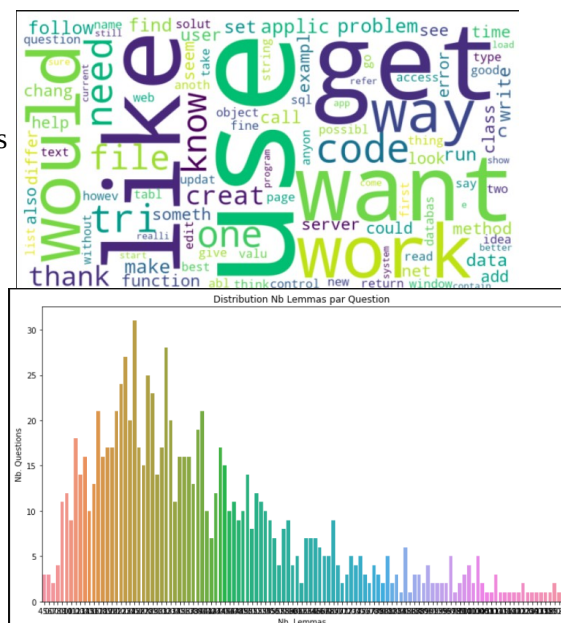 follow name find solut set applic problem see time
question still user load
would like use get
need seem take string exampl error type
chang web anoth sql go access good
help current know object call refer app way write
sure fine possibl class
differ text file updat anyon code thing look run show
also howev tabl creat page want come first say two
list tri someth server could databas e method
without realli edit one work idea
thank start make give valu read net better
function best abl think control new return window system contain data add
program
s
Distribution Nb Lemmas par Question
30
25
20
15
10
5
0
Nb. Questions
Nb. Lemmas